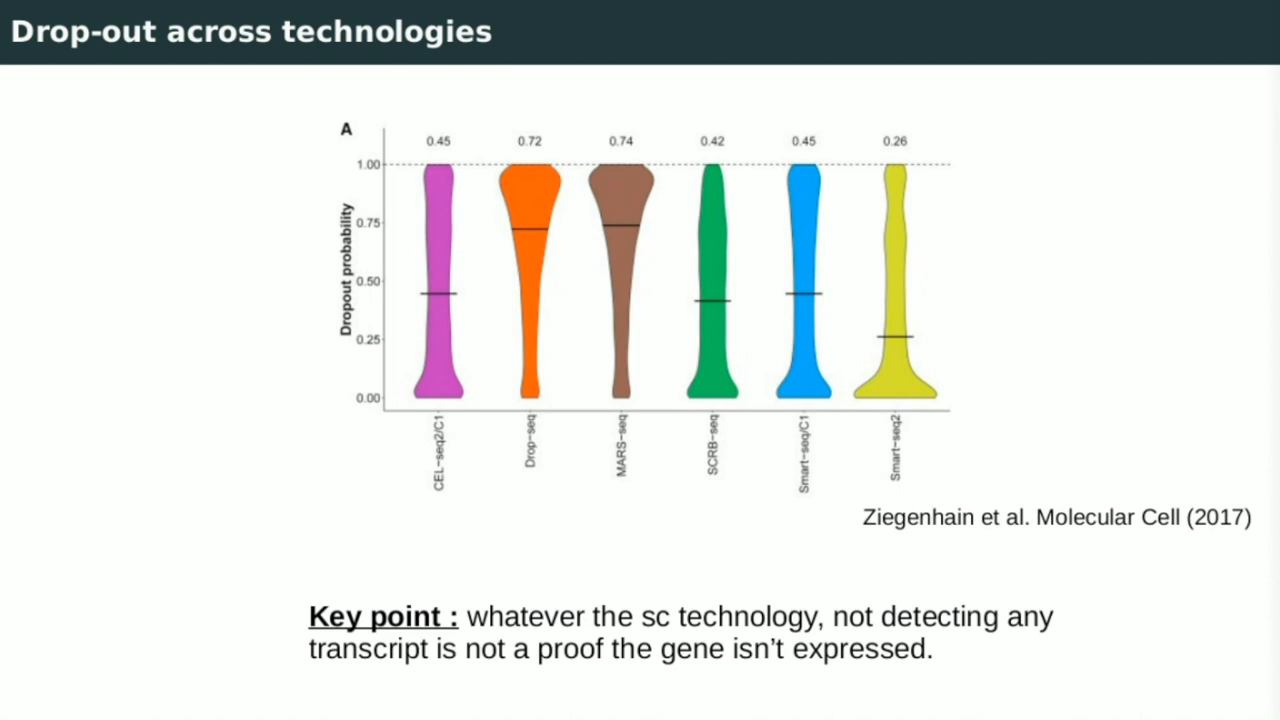 Drop-out across technologies
A
0.45 0.72 0.74 0.42 0.45 0.26
1.00
0.75
0.50
0.25
0.00
Dropout probability
CEL−seq2/C1
Drop−seq
MARS−seq
SCRB−seq
Smart−seq/C1
Smart−seq2
Ziegenhain et al. Molecular Cell (2017)
Key point : whatever the sc technology, not detecting any
transcript is not a proof the gene isn’t expressed.